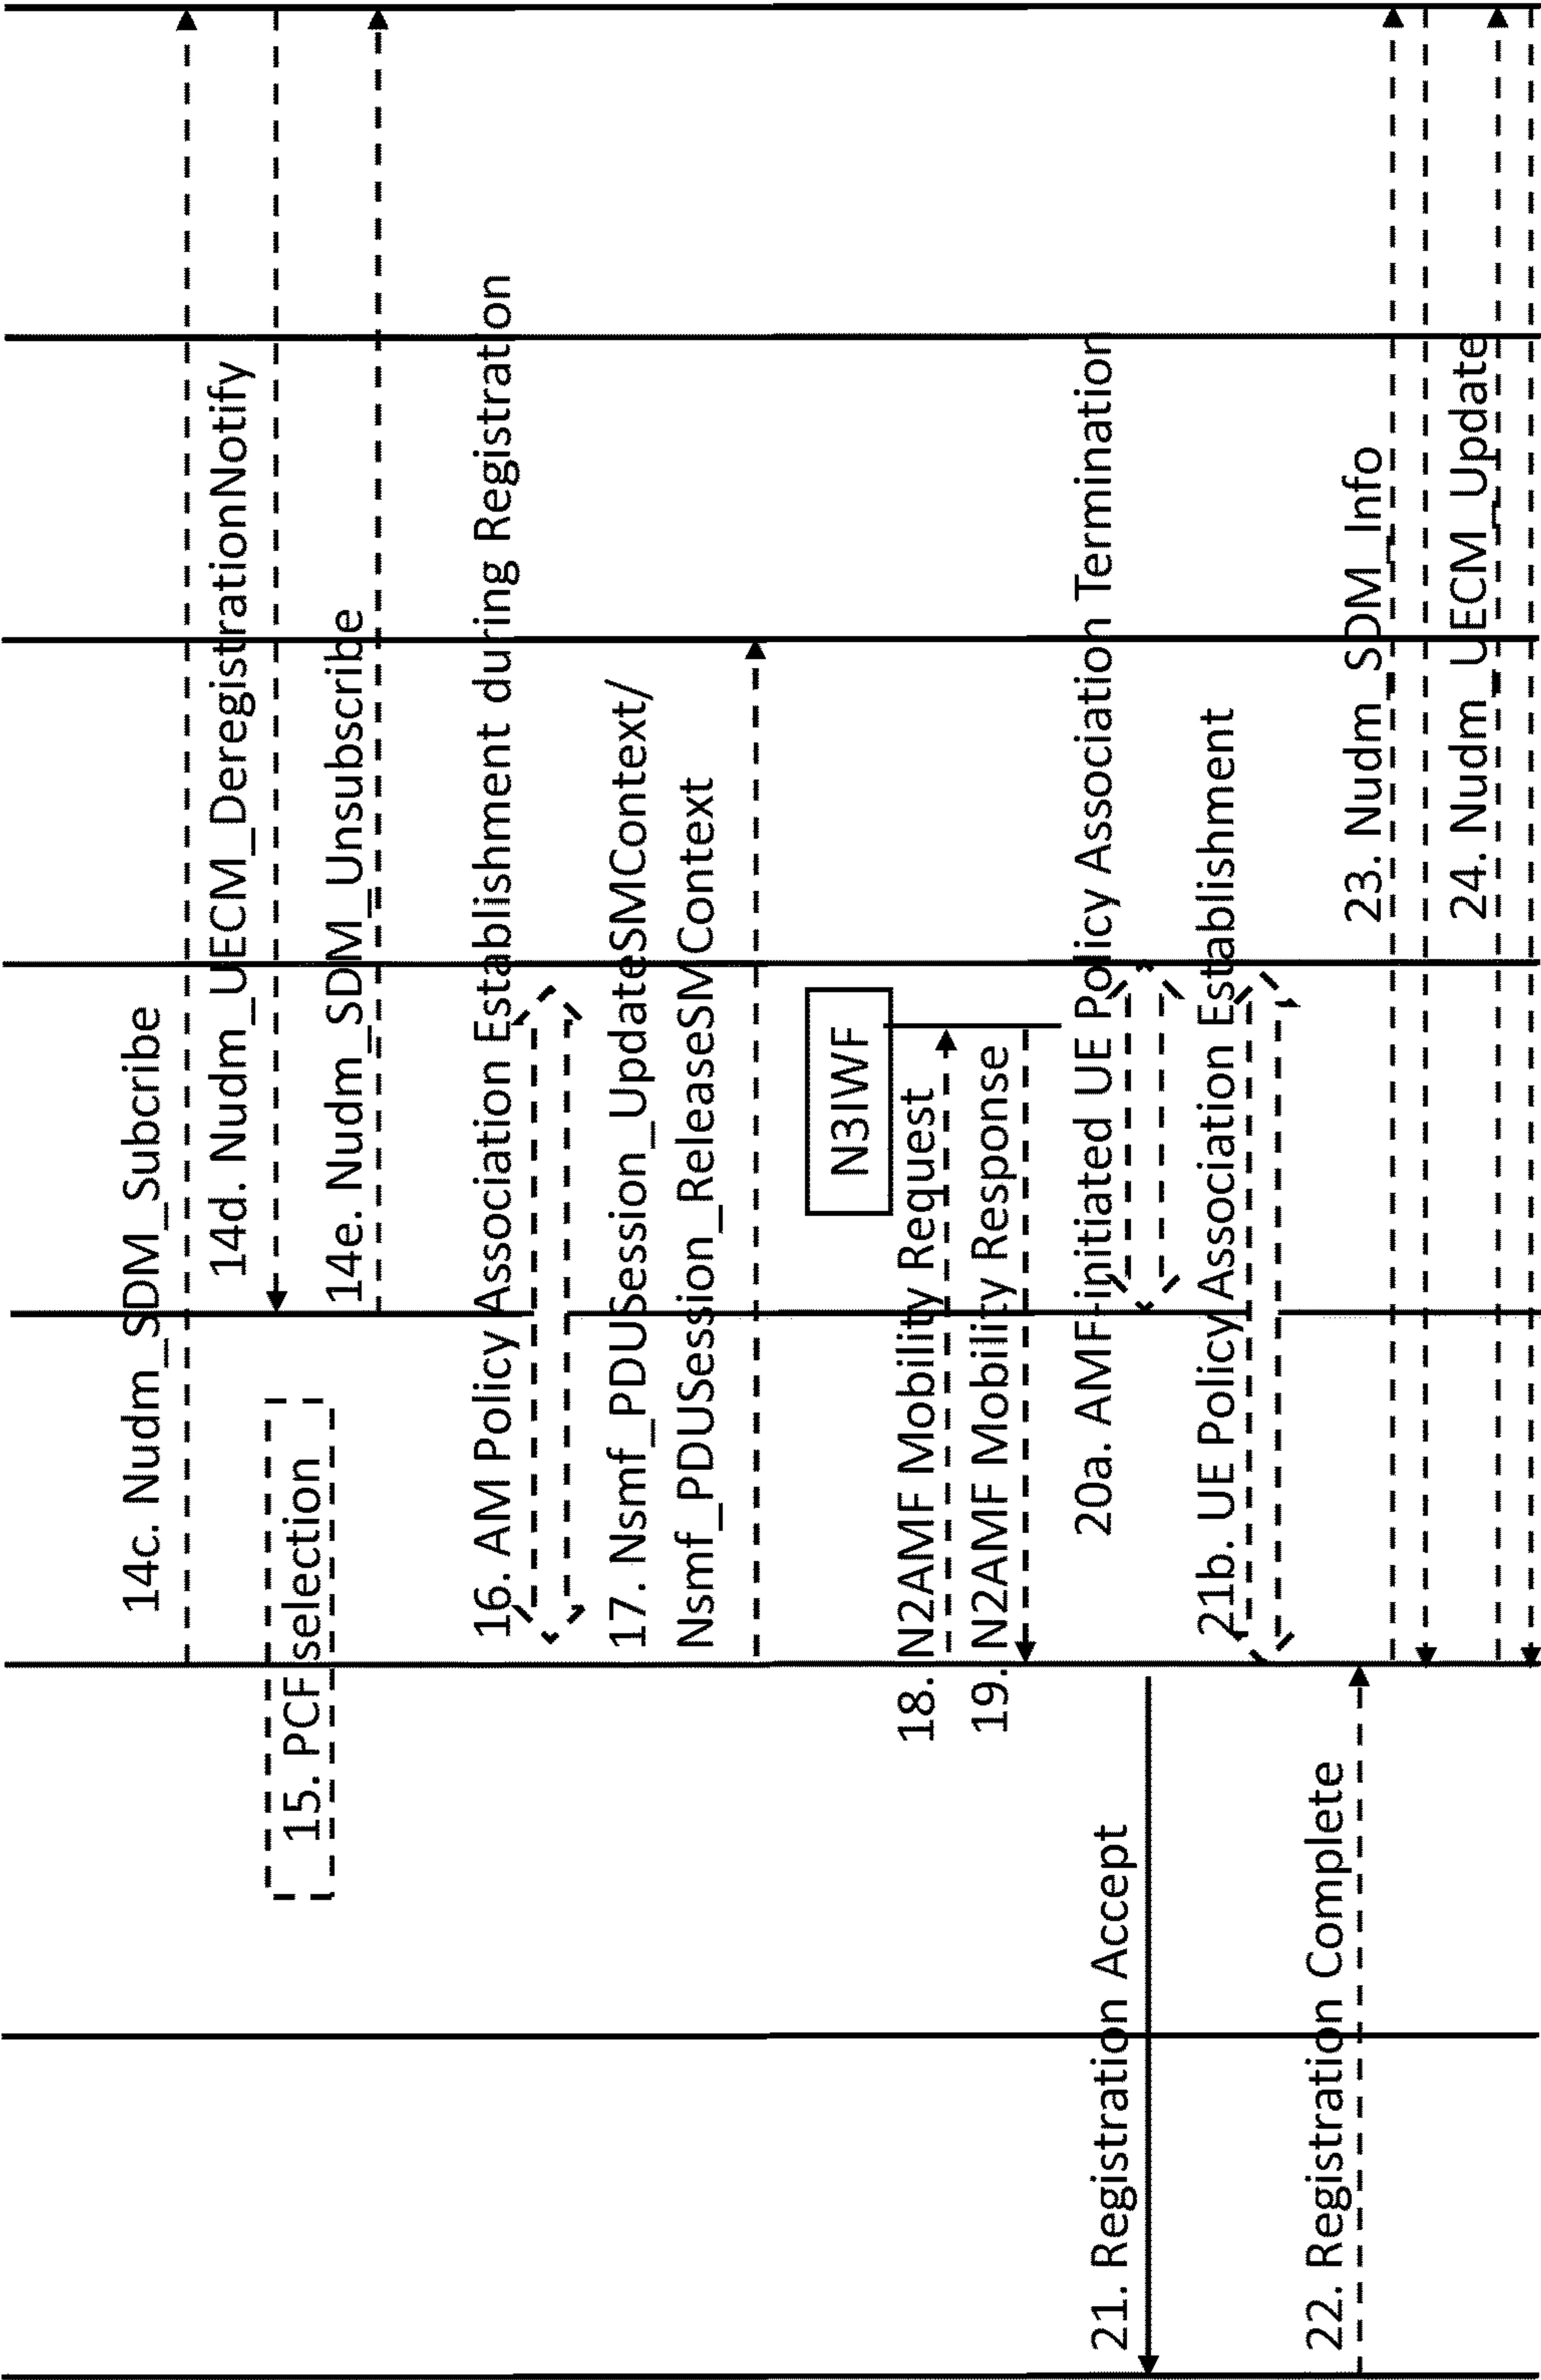 14c. Nudm_SDM_Subcribe
14d. Nudm_UECM_DeregistrationNotify
15. PCF selection
14e. Nudm_SDM_Unsubscribe
16. AM Policy Association Establishment during Registration
17. Nsmf_PDUSession_UpdateSMContext/
Nsmf_PDUSession_ReleaseSMContext
N3IWF
18. N2AMF Mobility Request
19. N2AMF Mobility Response
20a. AMF-initiated UE Policy Association Termination
21. Registration Accept
21b. UE Policy Association Establishment
22. Registration Complete
23. Nudm_SDM_Info
24. Nudm_UECM_Update